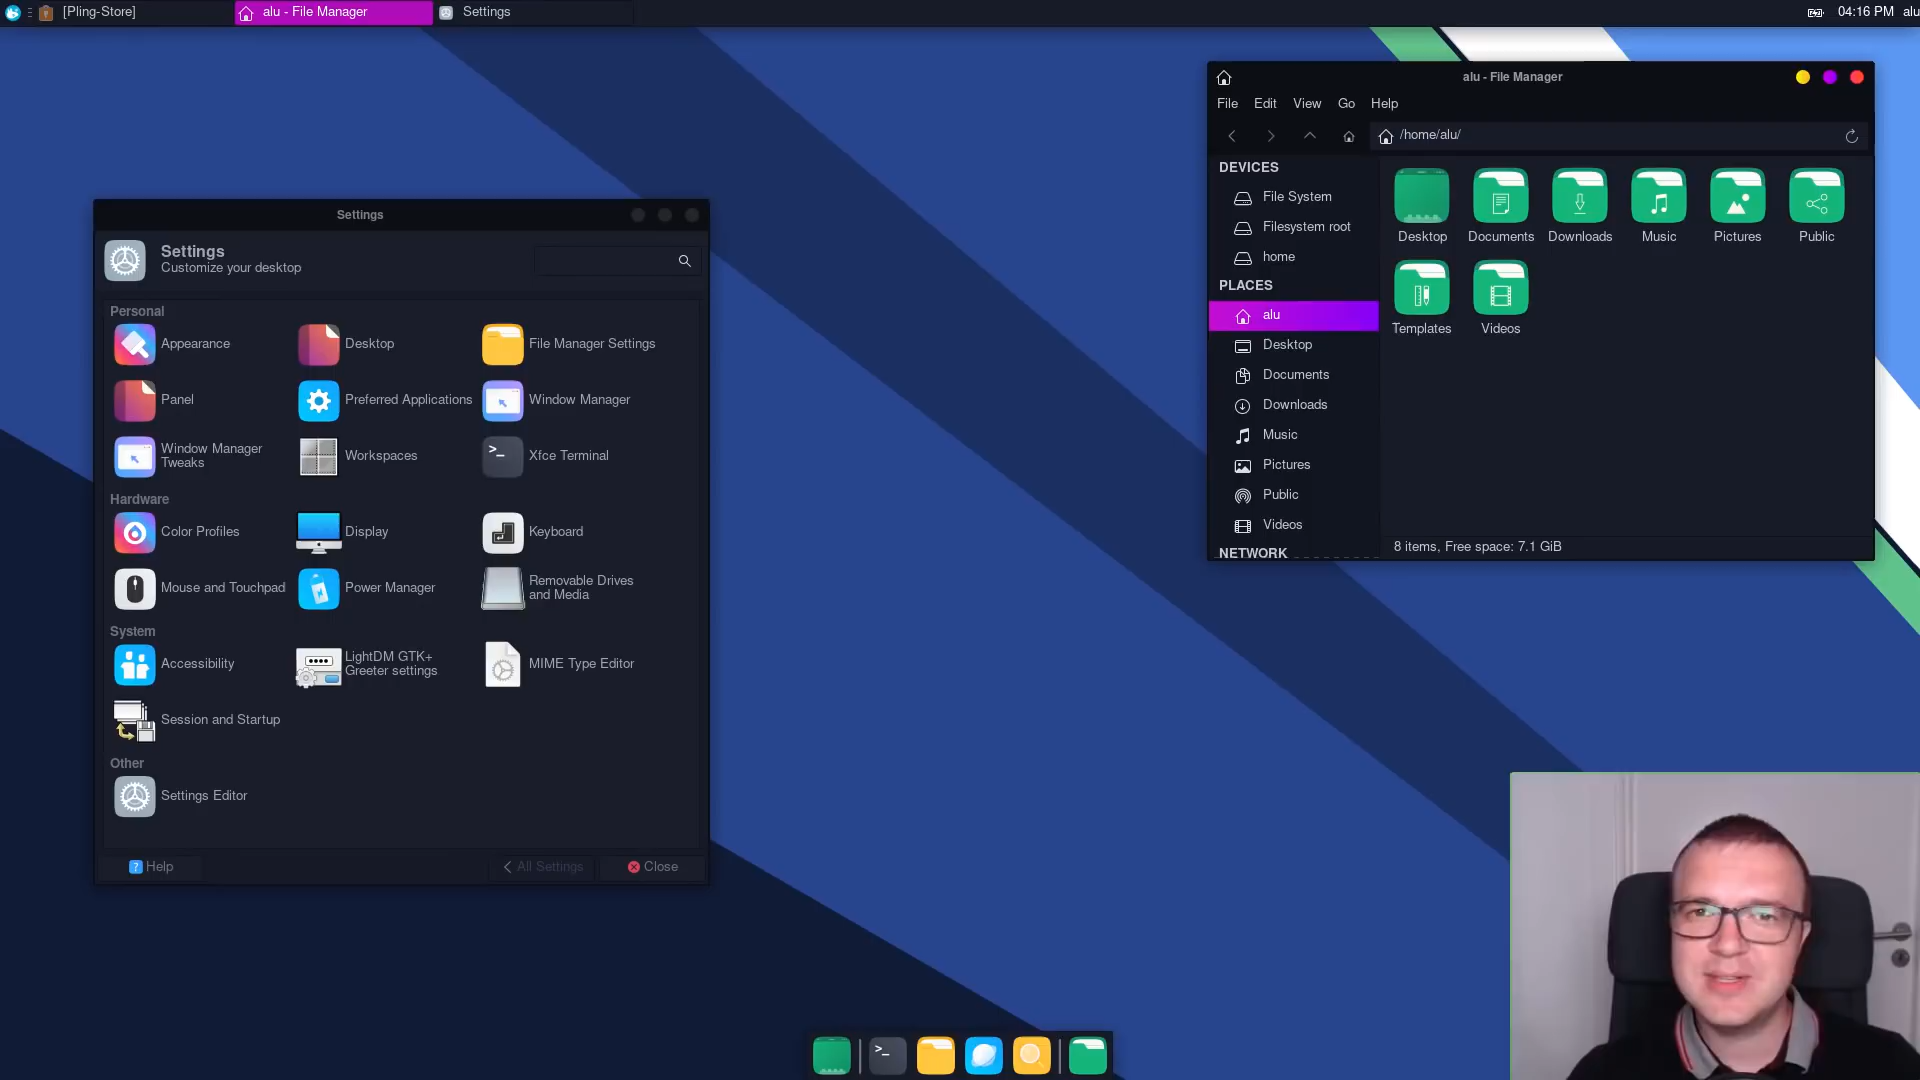 [Pling-Store]
alu - File Manager
Settings
04:16 PM
alu
alu - File Manager
File Edit View Go Help
/home/alu/
DEVICES
File System
Filesystem root
home
PLACES
alu
Desktop
Documents
Downloads
Music
Pictures
Public
Videos
NETWORK
Desktop
Documents
Downloads
Music
Pictures
Public
Templates
Videos
8 items, Free space: 7.1 GiB
Settings
Settings
Customize your desktop
Personal
Appearance
Desktop
File Manager Settings
Panel
Preferred Applications
Window Manager
Window Manager
Tweaks
Workspaces
>_
Xfce Terminal
Hardware
Color Profiles
Display
Keyboard
Mouse and Touchpad
Power Manager
Removable Drives
and Media
System
Accessibility
LightDM GTK+
Greeter settings
MIME Type Editor
Session and Startup
Other
Settings Editor
? Help
All Settings
Close
>_